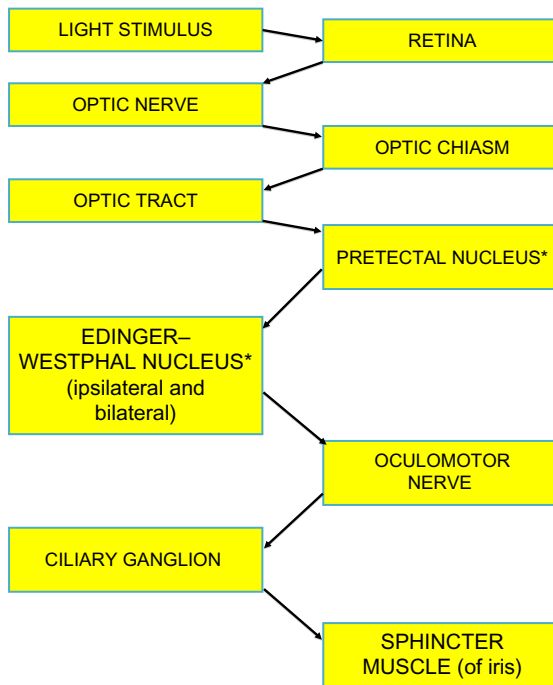 LIGHT STIMULUS
RETINA
OPTIC NERVE
OPTIC CHIASM
OPTIC TRACT
PRETECTAL NUCLEUS*
EDINGER–
WESTPHAL NUCLEUS*
(ipsilateral and
bilateral)
OCULOMOTOR
NERVE
CILIARY GANGLION
SPHINCTER
MUSCLE (of iris)